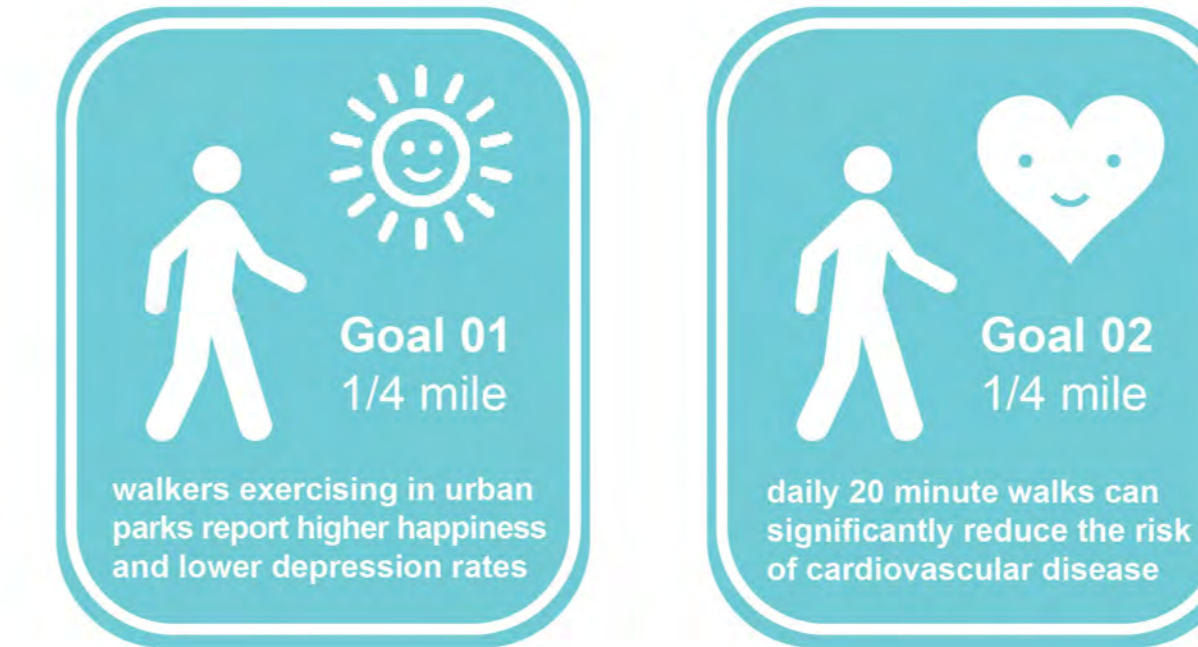 Goal 01
1/4 mile
walkers exercising in urban
parks report higher happiness
and lower depression rates
Goal 02
1/4 mile
daily 20 minute walks can
significantly reduce the risk
of cardiovascular disease